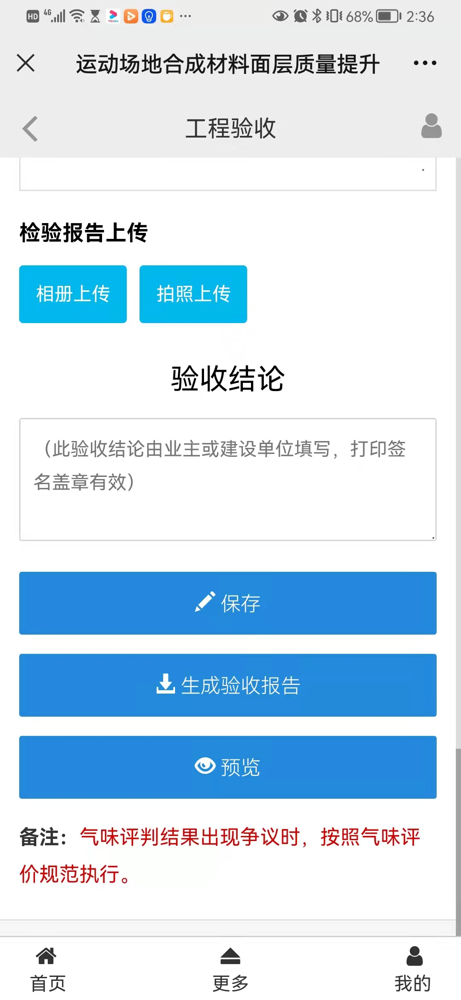 HD 4G YOUKU 68% 2:36
运动场地合成材料面层质量提升
工程验收
检验报告上传
相册上传 拍照上传
验收结论
（此验收结论由业主或建设单位填写，打印签
名盖章有效）
保存
生成验收报告
预览
备注：气味评判结果出现争议时，按照气味评
价规范执行。
首页 更多 我的